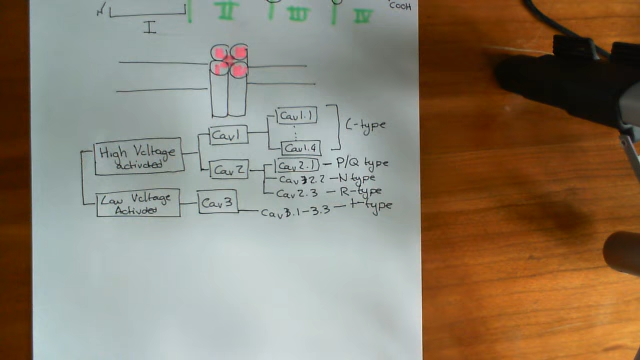 N COOH
I II III IV
Cav1.1
L-type
High Voltage activated
Cav1
Cav1.4
Cav2
Cav2.1 – P/Q type
Cav2.2 – N type
Cav2.3 – R-type
Low Voltage Activated
Cav3
Cav3.1-3.3 – t-type